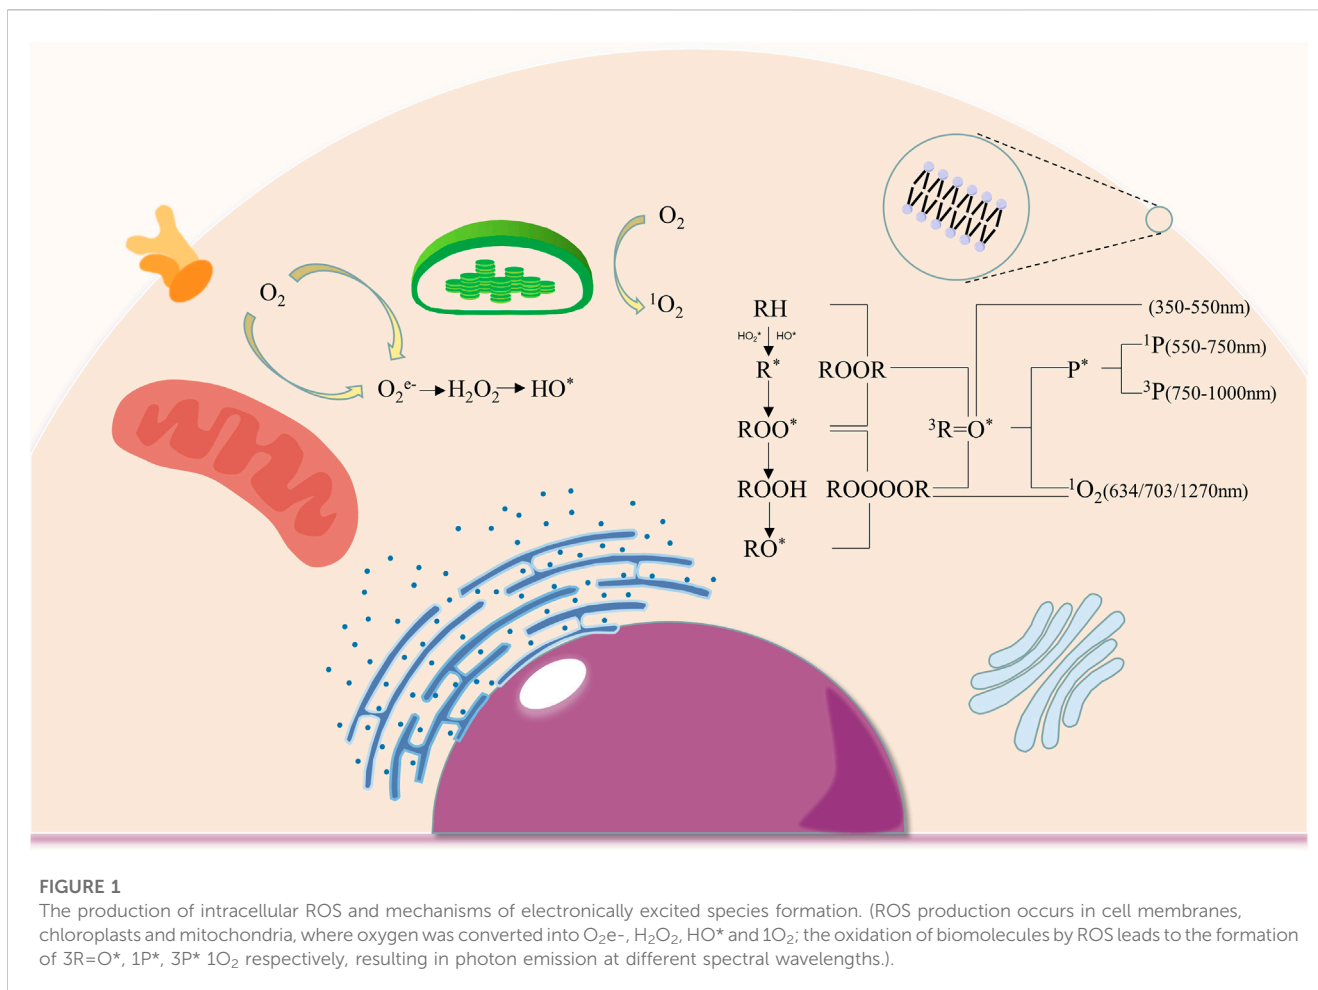 O₂
O₂
¹O₂
O₂ᵉ⁻ → H₂O₂ → HO*
RH
HO₂* HO*
R*
ROO*
ROOH
RO*
ROOR
ROOOOR
³R=O*
(350-550nm)
P*
¹P(550-750nm)
³P(750-1000nm)
¹O₂(634/703/1270nm)
FIGURE 1
The production of intracellular ROS and mechanisms of electronically excited species formation. (ROS production occurs in cell membranes,
chloroplasts and mitochondria, where oxygen was converted into O₂e-, H₂O₂, HO* and 1O₂; the oxidation of biomolecules by ROS leads to the formation
of 3R=O*, 1P*, 3P* 1O₂ respectively, resulting in photon emission at different spectral wavelengths.).